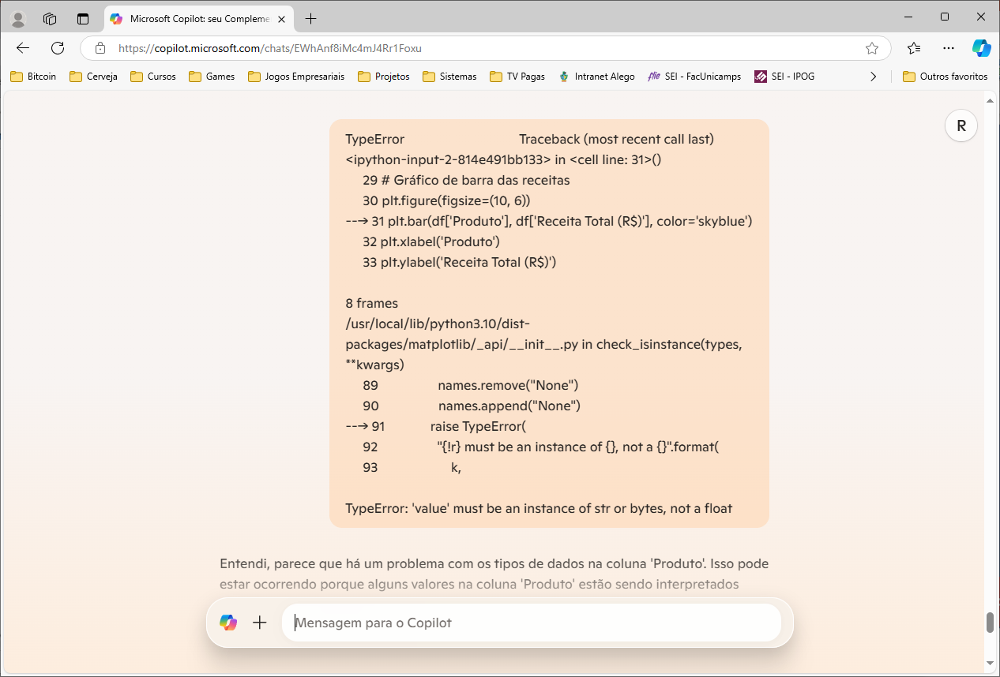 Microsoft Copilot: seu Compleme
https://copilot.microsoft.com/chats/EWhAnf8iMc4mJ4Rr1Foxu
Bitcoin Cerveja Cursos Games Jogos Empresariais Projetos Sistemas TV Pagas Intranet Alego SEI - FacUnicamps SEI - IPOG Outros favoritos
R
TypeError Traceback (most recent call last)
<ipython-input-2-814e491bb133> in <cell line: 31>()
29 # Gráfico de barra das receitas
30 plt.figure(figsize=(10, 6))
---> 31 plt.bar(df['Produto'], df['Receita Total (R$)'], color='skyblue')
32 plt.xlabel('Produto')
33 plt.ylabel('Receita Total (R$)')
8 frames
/usr/local/lib/python3.10/dist-
packages/matplotlib/_api/__init__.py in check_isinstance(types,
**kwargs)
89 names.remove("None")
90 names.append("None")
---> 91 raise TypeError(
92 "{!r} must be an instance of {}, not a {}".format(
93 k,
TypeError: 'value' must be an instance of str or bytes, not a float
Entendi, parece que há um problema com os tipos de dados na coluna 'Produto'. Isso pode
estar ocorrendo porque alguns valores na coluna 'Produto' estão sendo interpretados
Mensagem para o Copilot